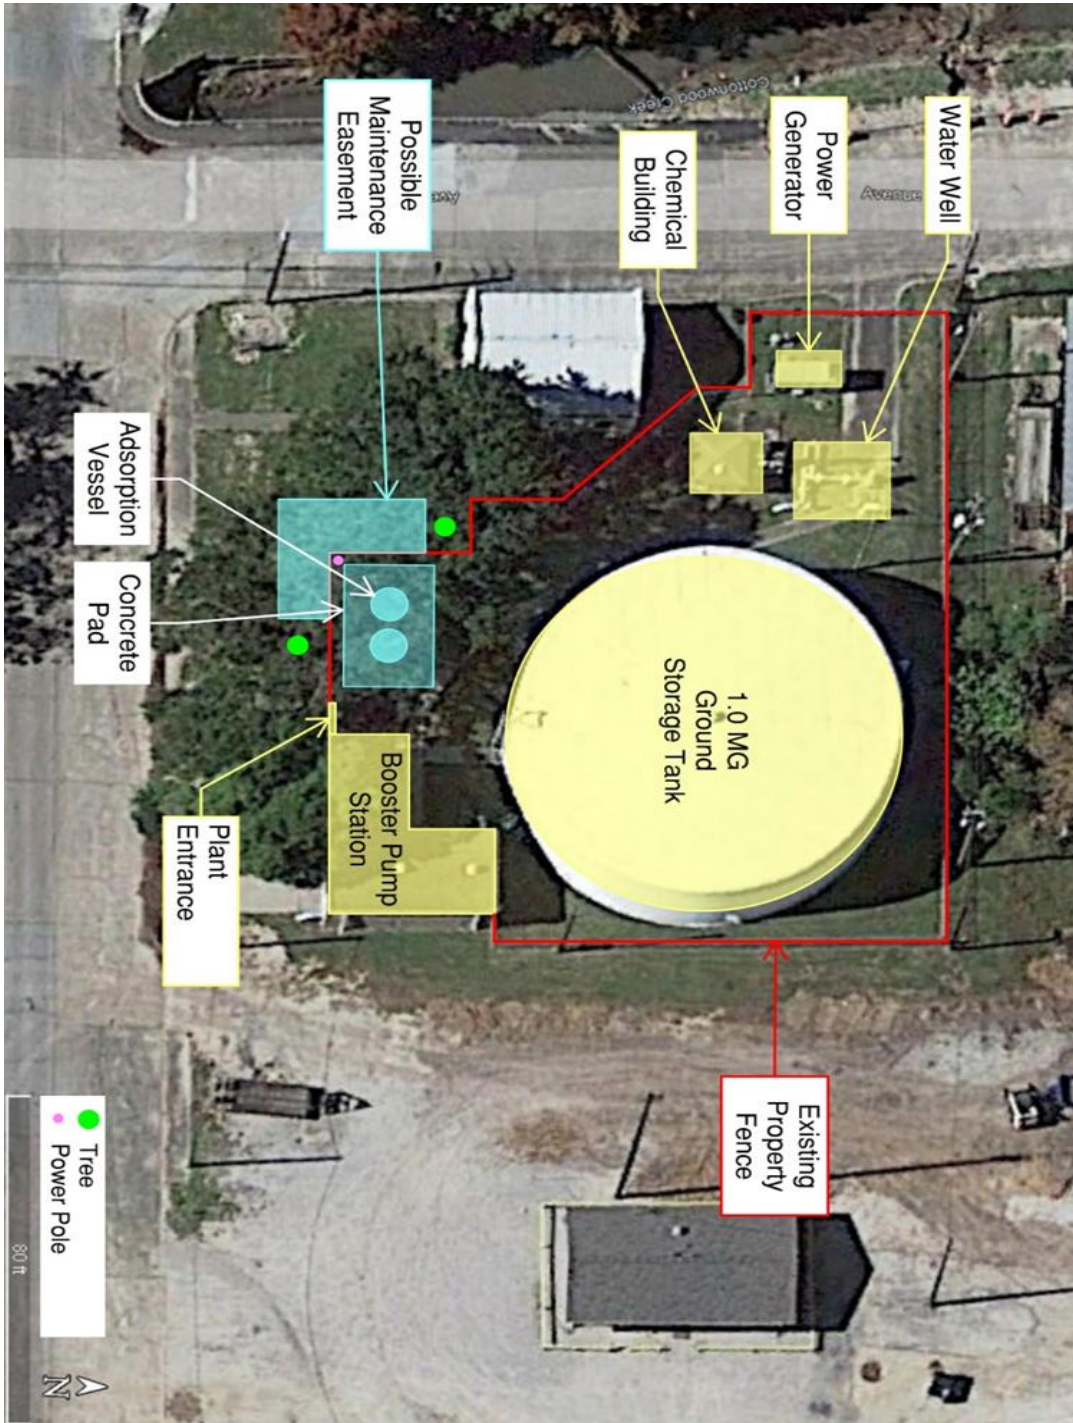 Water Well
Power
Generator
Chemical
Building
Cottonwood Creek
Possible
Maintenance
Easement
Adsorption
Vessel
Concrete
Pad
1.0 MG
Ground
Storage Tank
Booster Pump
Station
Plant
Entrance
Existing
Property
Fence
Tree
Power Pole
80 ft
N